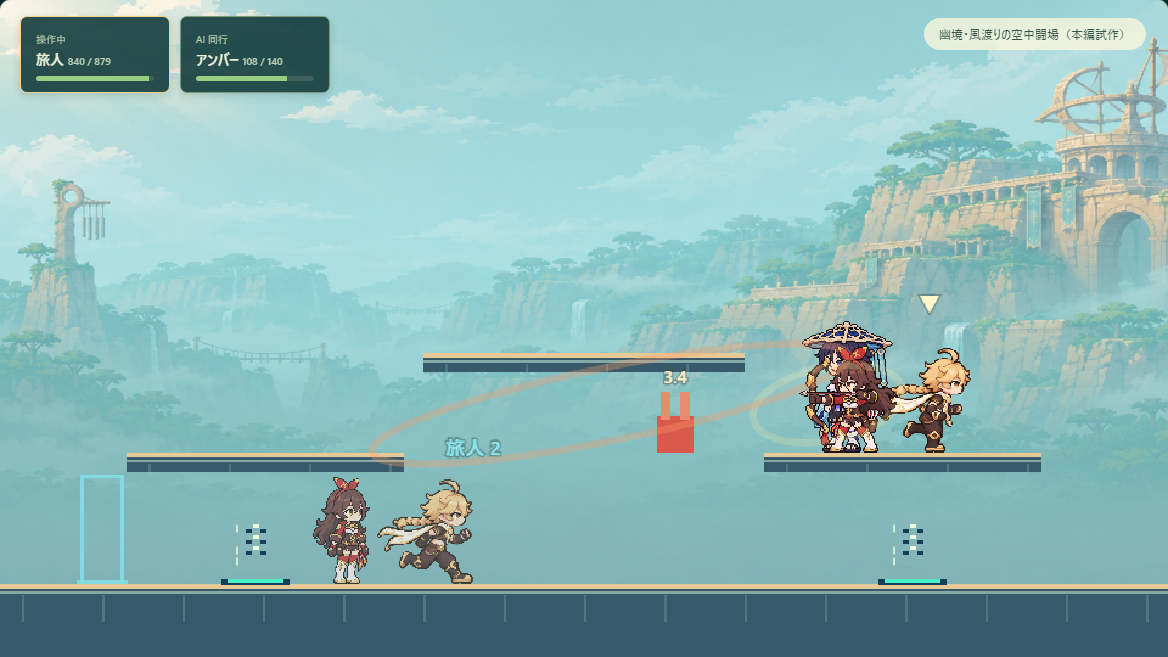 操作中
旅人 840 / 879
AI 同行
アンバー 108 / 140
幽境・風渡りの空中闘場（本編試作）
3.4
旅人 2